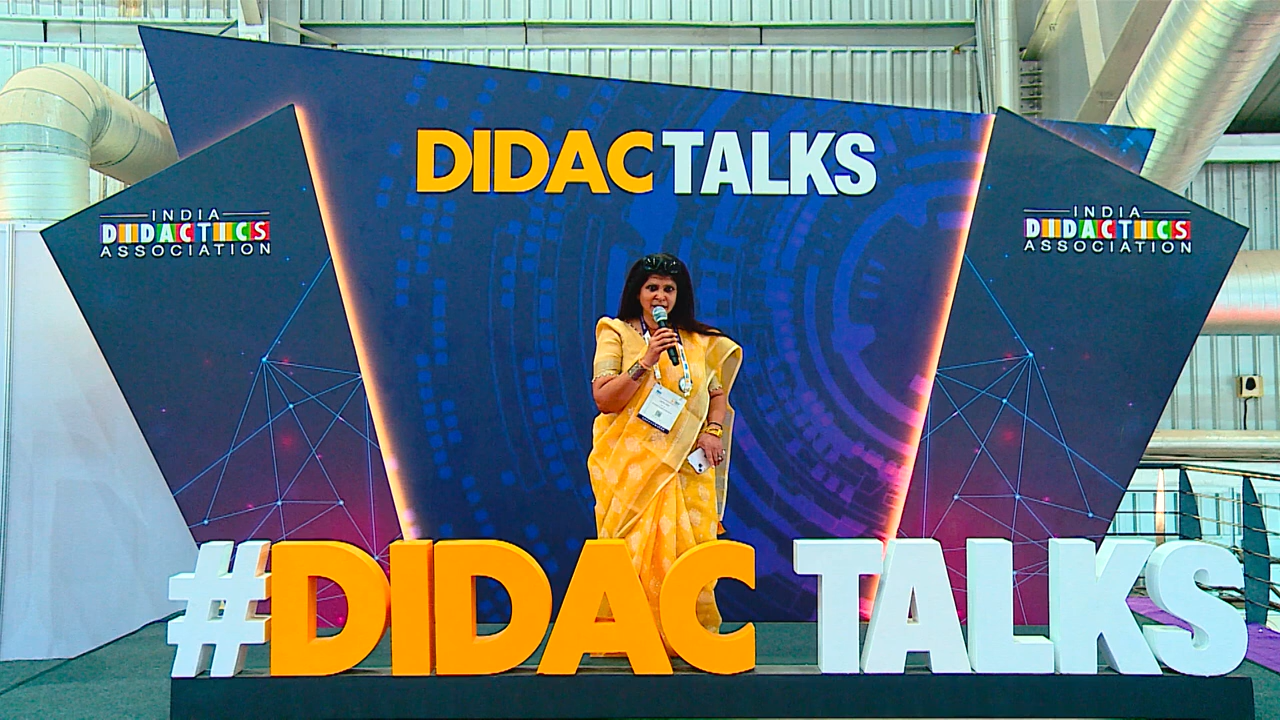 DIDAC TALKS
INDIA
DIDACTICS
ASSOCIATION
INDIA
DIDACTICS
ASSOCIATION
#DIDAC TALKS